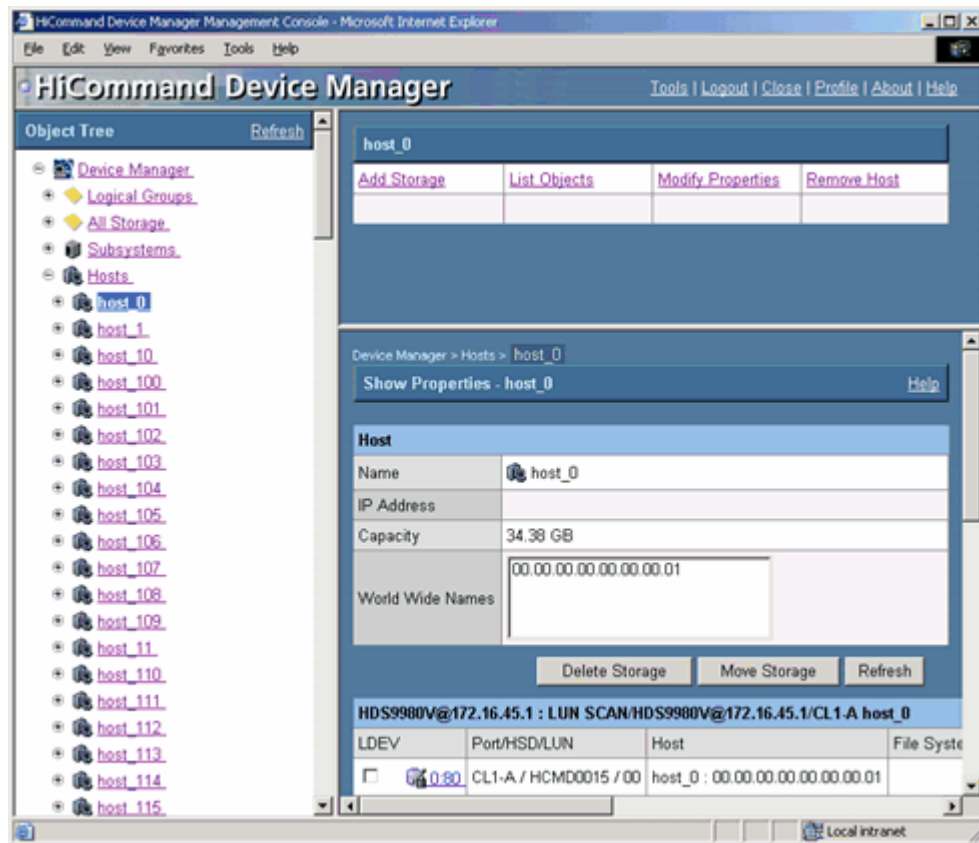 HiCommand Device Manager Management Console - Microsoft Internet Explorer
File Edit View Favorites Tools Help
HiCommand Device Manager
Tools | Logout | Close | Profile | About | Help
Object Tree Refresh
Device Manager
Logical Groups
All Storage
Subsystems
Hosts
host_0
host_1
host_10
host_100
host_101
host_102
host_103
host_104
host_105
host_106
host_107
host_108
host_109
host_11
host_110
host_111
host_112
host_113
host_114
host_115
host_0
Add Storage List Objects Modify Properties Remove Host
Device Manager > Hosts > host_0
Show Properties - host_0 Help
Host
Name host_0
IP Address
Capacity 34.38 GB
World Wide Names 00.00.00.00.00.00.00.01
Delete Storage Move Storage Refresh
HDS9980V@172.16.45.1 : LUN SCAN/HDS9980V@172.16.45.1/CL1-A host_0
LDEV Port/HSD/LUN Host File Syste
0:80 CL1-A / HCMD0015 / 00 host_0 : 00.00.00.00.00.00.00.01
Local intranet